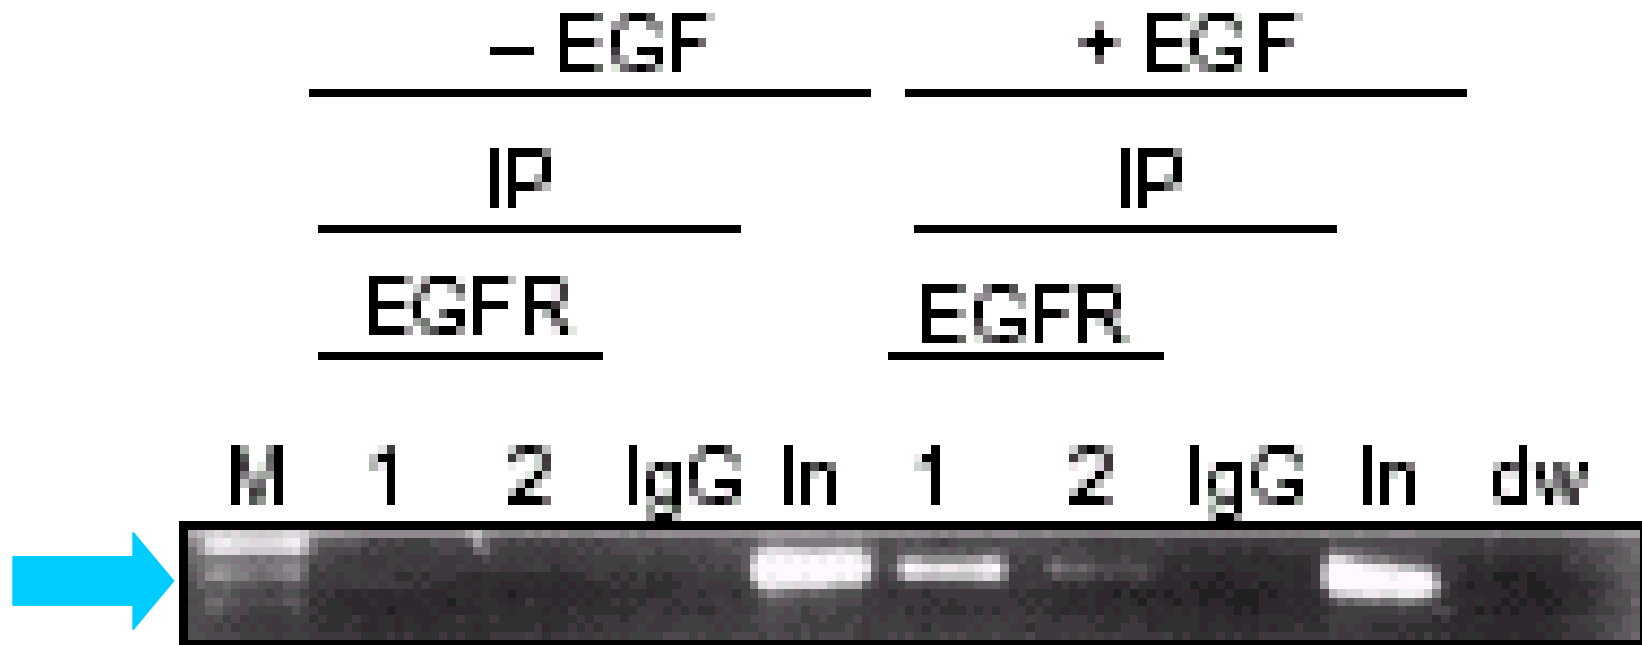 – EGF + EGF
IP IP
EGFR EGFR
M 1 2 IgG In 1 2 IgG In dw